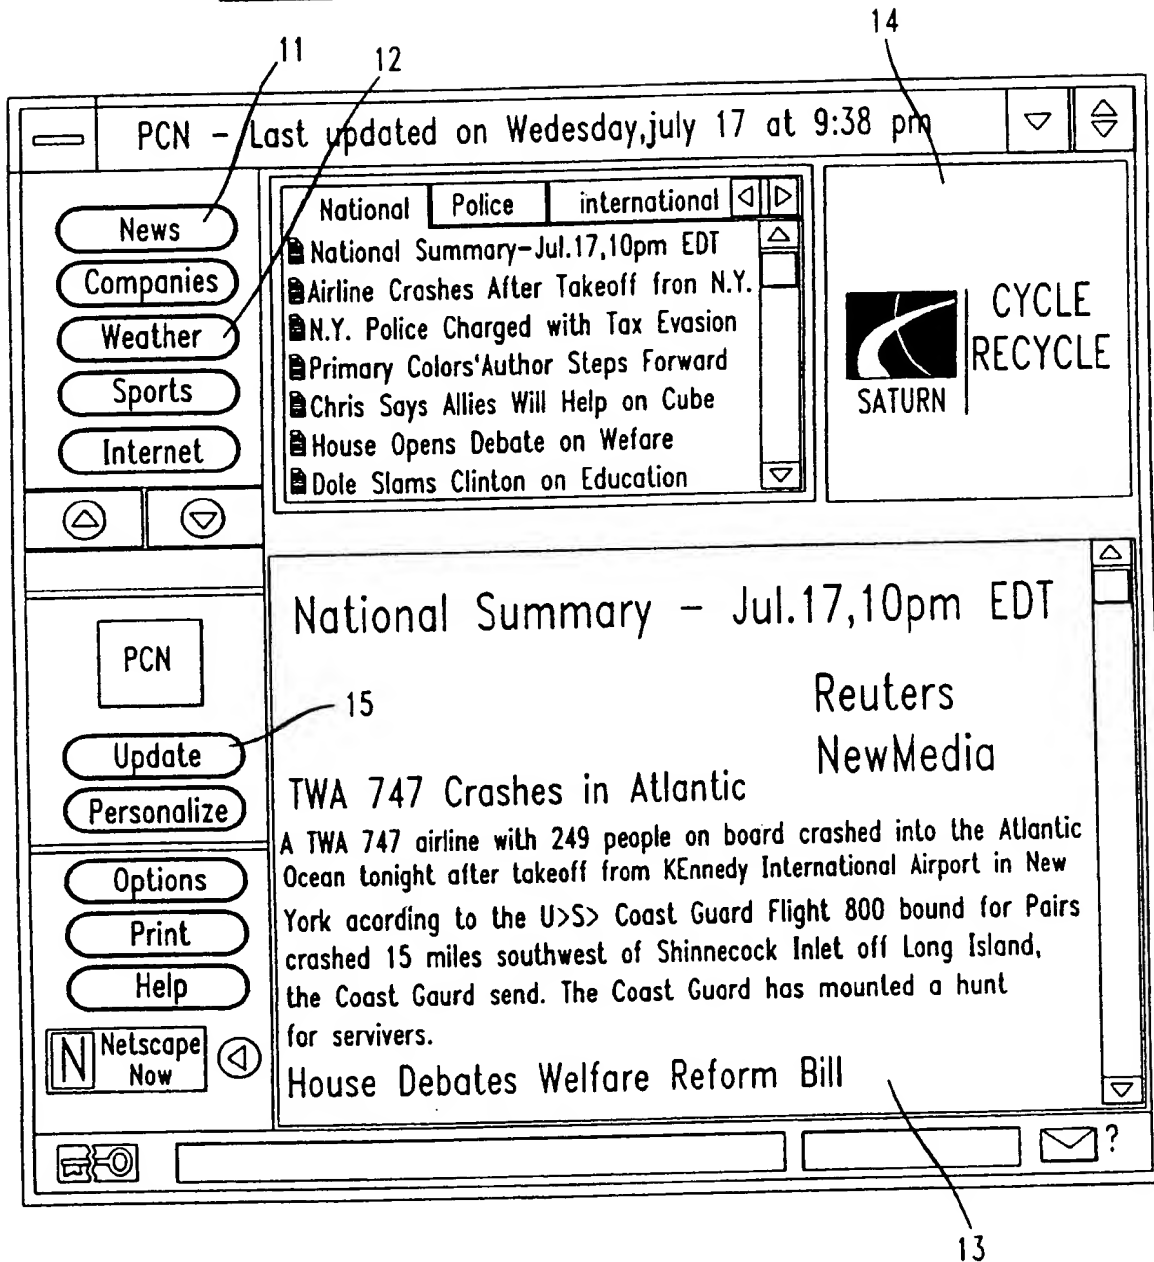 14
11
12
PCN - Last updated on Wedesday,july 17 at 9:38 pm
News
Companies
Weather
Sports
Internet
National Police international
National Summary-Jul.17,10pm EDT
Airline Crashes After Takeoff fron N.Y.
N.Y. Police Charged with Tax Evasion
Primary Colors'Author Steps Forward
Chris Says Allies Will Help on Cube
House Opens Debate on Wefare
Dole Slams Clinton on Education
SATURN
CYCLE
RECYCLE
PCN
15
Update
Personalize
Options
Print
Help
N Netscape
Now
National Summary - Jul.17,10pm EDT
Reuters
NewMedia
TWA 747 Crashes in Atlantic
A TWA 747 airline with 249 people on board crashed into the Atlantic
Ocean tonight after takeoff from KEnnedy International Airport in New
York acording to the U>S> Coast Guard Flight 800 bound for Pairs
crashed 15 miles southwest of Shinnecock Inlet off Long Island,
the Coast Gaurd send. The Coast Guard has mounted a hunt
for servivers.
House Debates Welfare Reform Bill
?
13